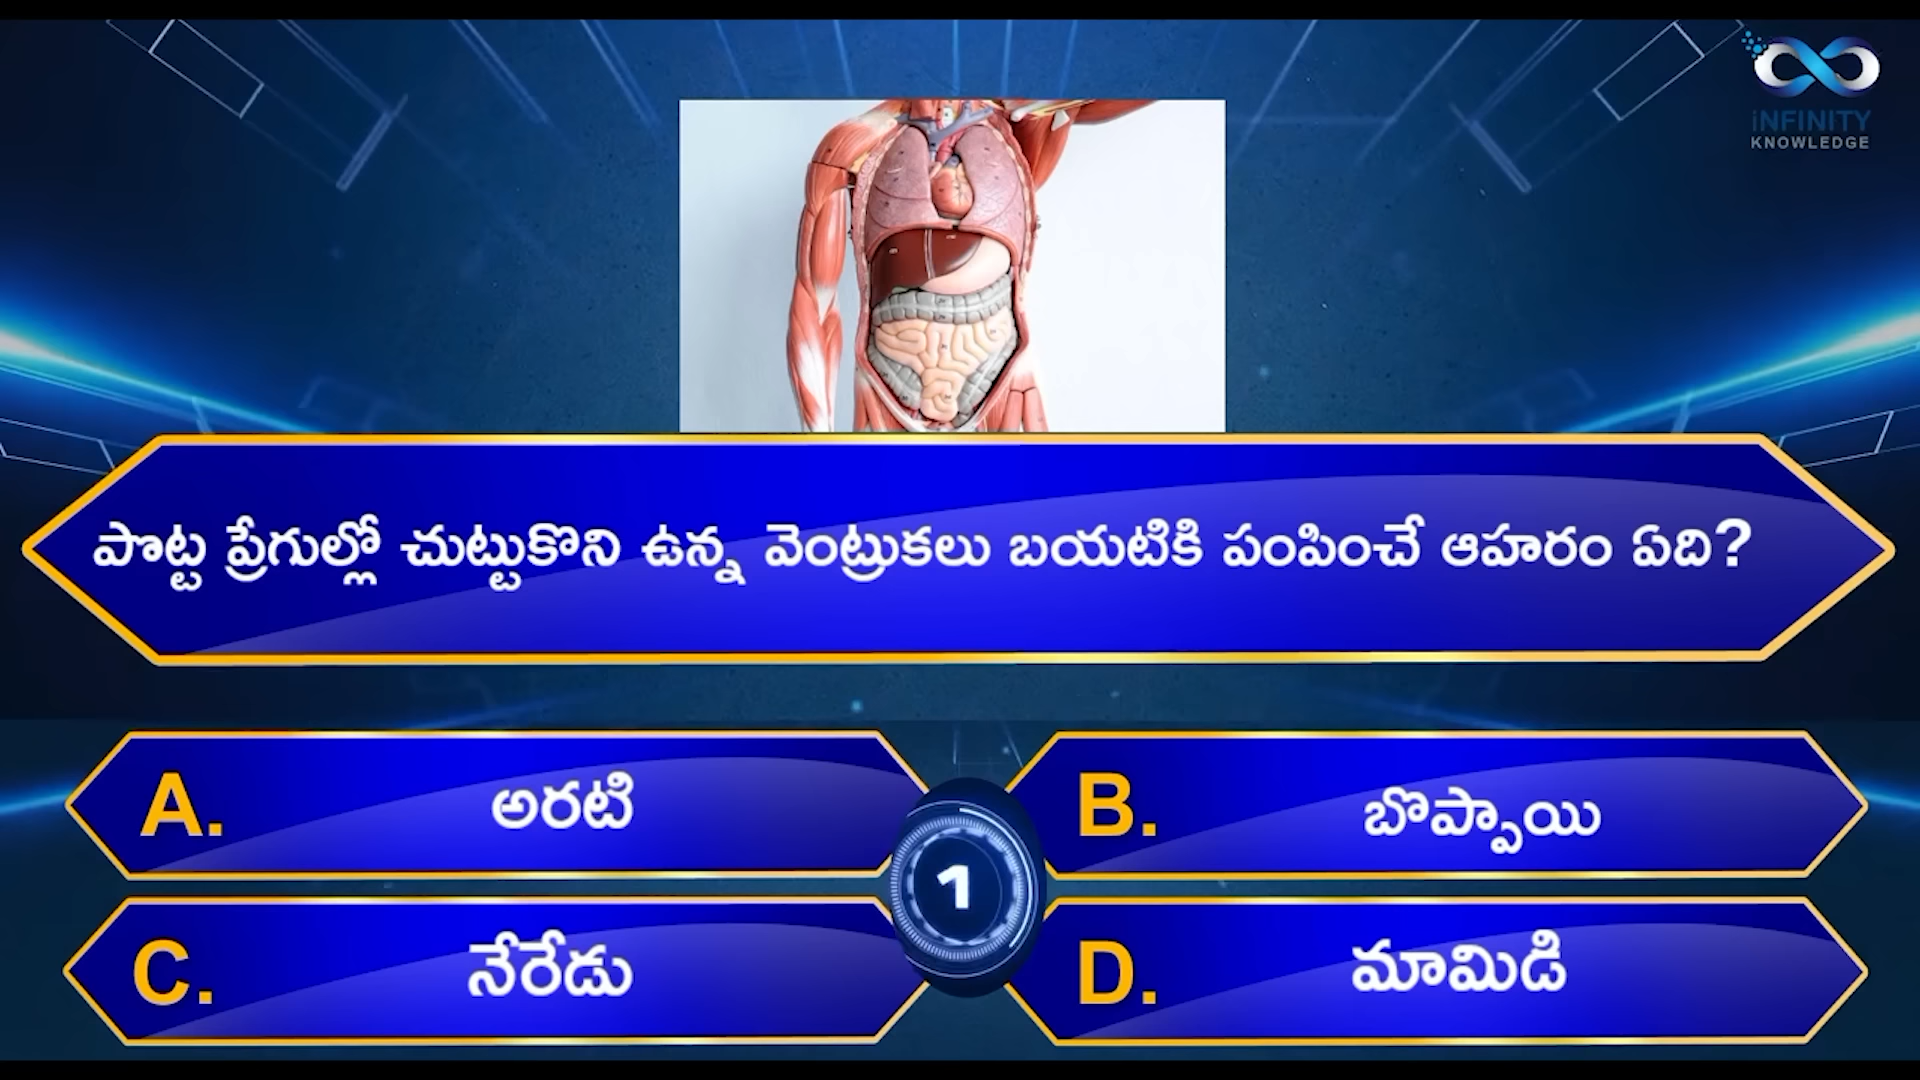 iNFINITY
KNOWLEDGE
పొట్ట ప్రేగుల్లో చుట్టుకొని ఉన్న వెంట్రుకలు బయటికి పంపించే ఆహారం ఏది?
A. అరటి
B. బొప్పాయి
1
C. నేరేడు
D. మామిడి